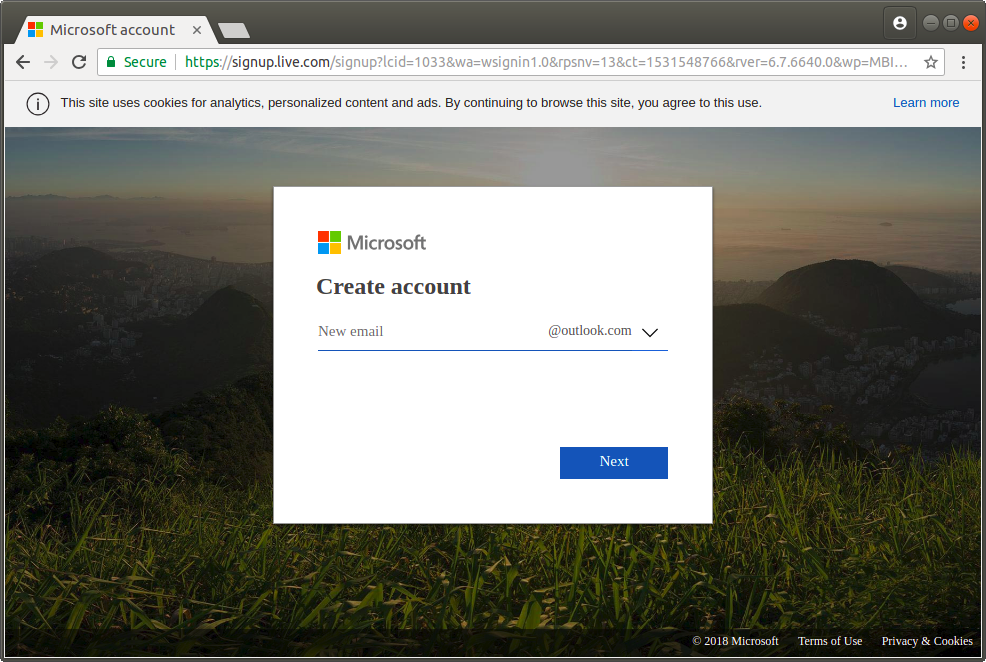 Microsoft account
Secure https://signup.live.com/signup?lcid=1033&wa=wsignin1.0&rpsnv=13&ct=1531548766&rver=6.7.6640.0&wp=MBI...
This site uses cookies for analytics, personalized content and ads. By continuing to browse this site, you agree to this use. Learn more
Microsoft
Create account
New email @outlook.com
Next
© 2018 Microsoft Terms of Use Privacy & Cookies